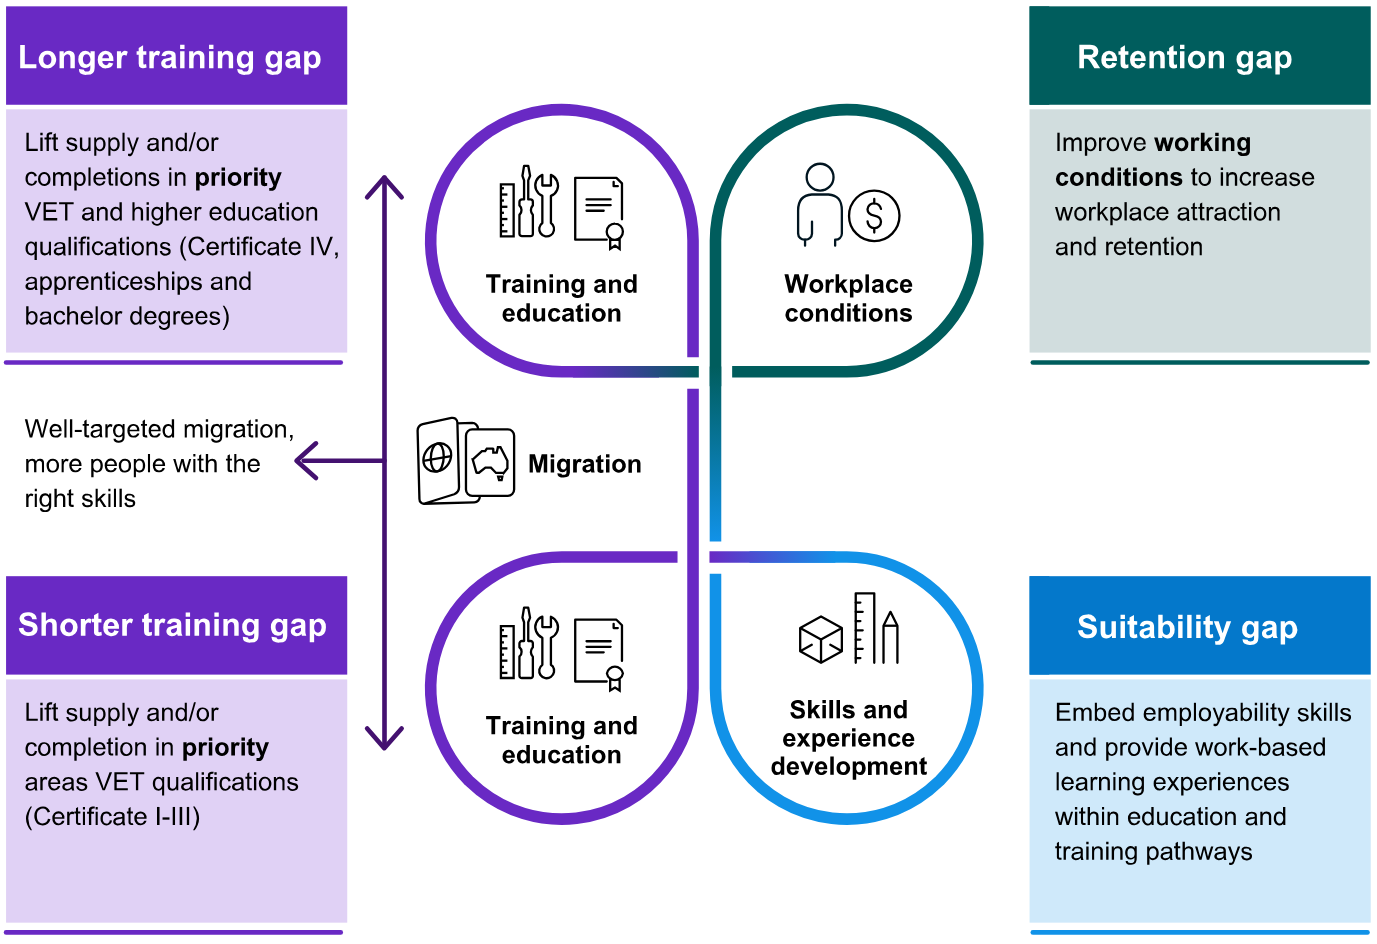 Longer training gap
Lift supply and/or
completions in priority
VET and higher education
qualifications (Certificate IV,
apprenticeships and
bachelor degrees)
Training and
education
Workplace
conditions
$
Retention gap
Improve working
conditions to increase
workplace attraction
and retention
Well-targeted migration,
more people with the
right skills
Migration
Shorter training gap
Lift supply and/or
completion in priority
areas VET qualifications
(Certificate I-III)
Training and
education
Skills and
experience
development
Suitability gap
Embed employability skills
and provide work-based
learning experiences
within education and
training pathways